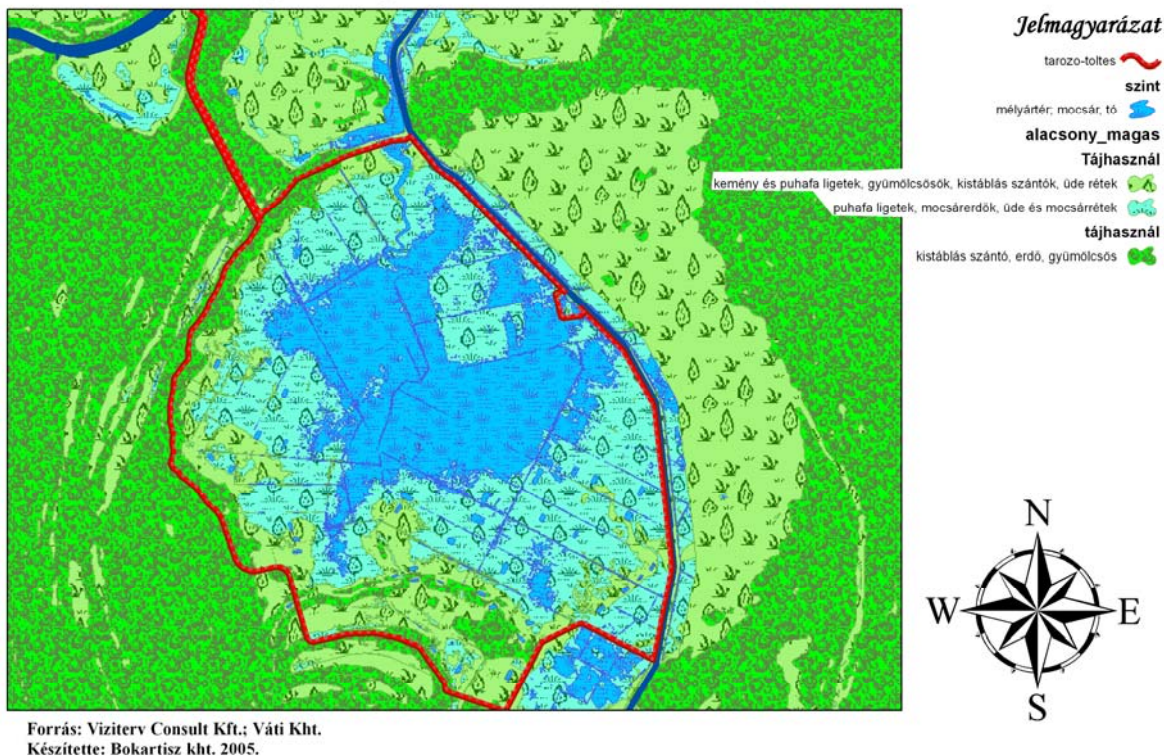 Jelmagyarázat
tarozo-toltes
szint
mélyártér; mocsár, tó
alacsony_magas
Tájhasznál
kemény és puhafa ligetek, gyümölcsösök, kistáblás szántók, üde rétek
puhafa ligetek, mocsárerdők, üde és mocsárrétek
tájhasznál
kistáblás szántó, erdő, gyümölcsös
N
W
E
S
Forrás: Viziterv Consult Kft.; Váti Kht.
Készítette: Bokartisz kht. 2005.